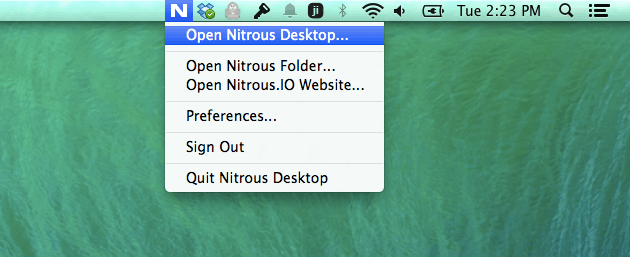 N ji Tue 2:23 PM
Open Nitrous Desktop...
Open Nitrous Folder...
Open Nitrous.IO Website...
Preferences...
Sign Out
Quit Nitrous Desktop